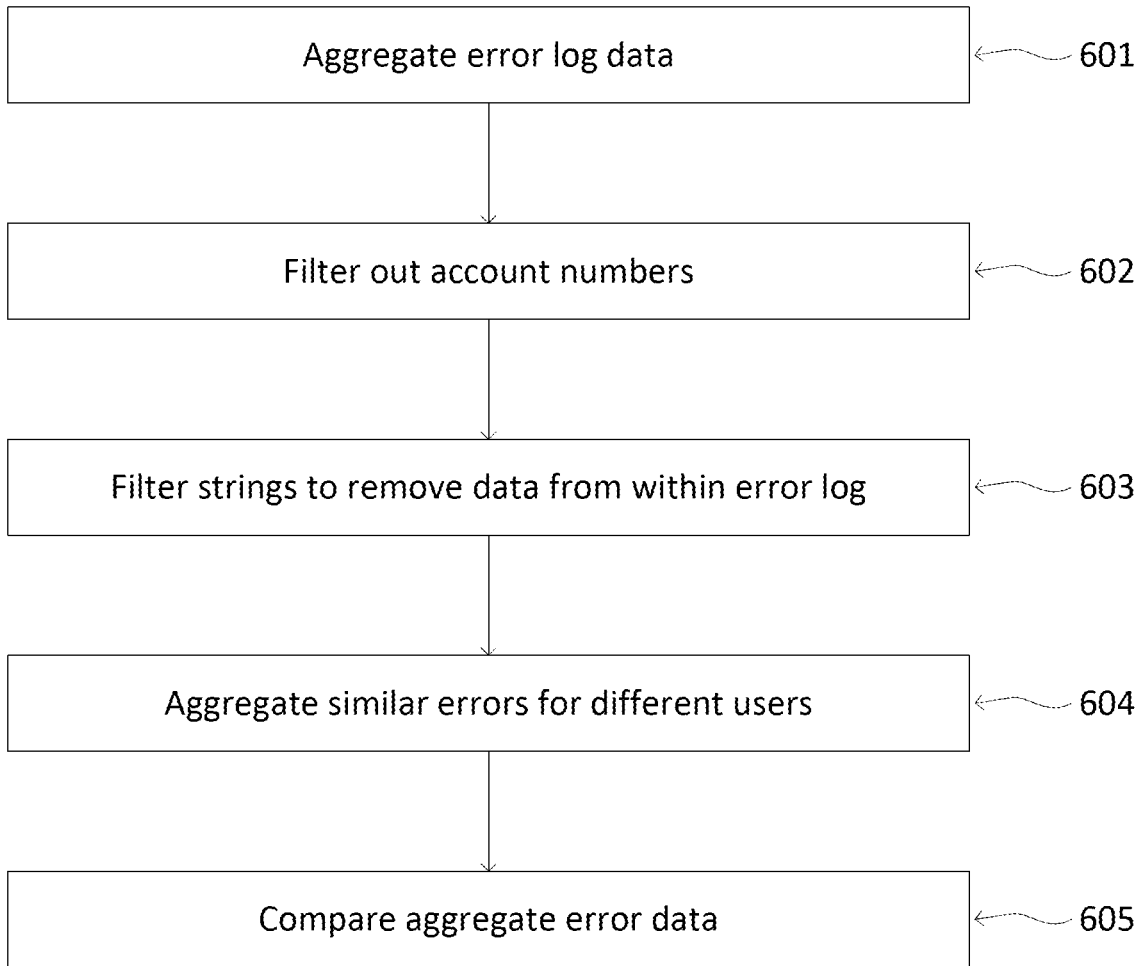 Aggregate error log data
601
Filter out account numbers
602
Filter strings to remove data from within error log
603
Aggregate similar errors for different users
604
Compare aggregate error data
605